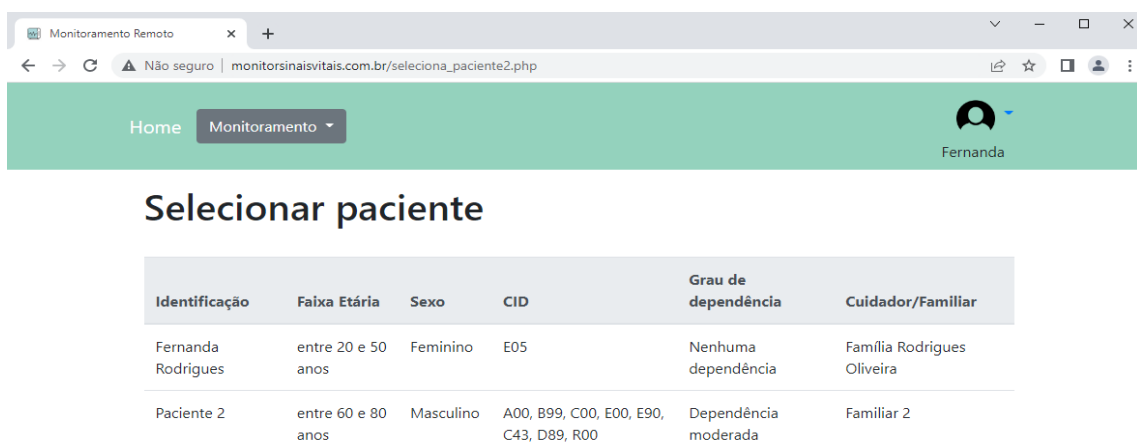 Monitoramento Remoto
Não seguro | monitorsinaisvitais.com.br/seleciona_paciente2.php
Home Monitoramento
Fernanda
Selecionar paciente
Grau de
Identificação Faixa Etária Sexo CID dependência Cuidador/Familiar
Fernanda entre 20 e 50 Feminino E05 Nenhuma Família Rodrigues
Rodrigues anos dependência Oliveira
Paciente 2 entre 60 e 80 Masculino A00, B99, C00, E00, E90, Dependência Familiar 2
anos C43, D89, R00 moderada